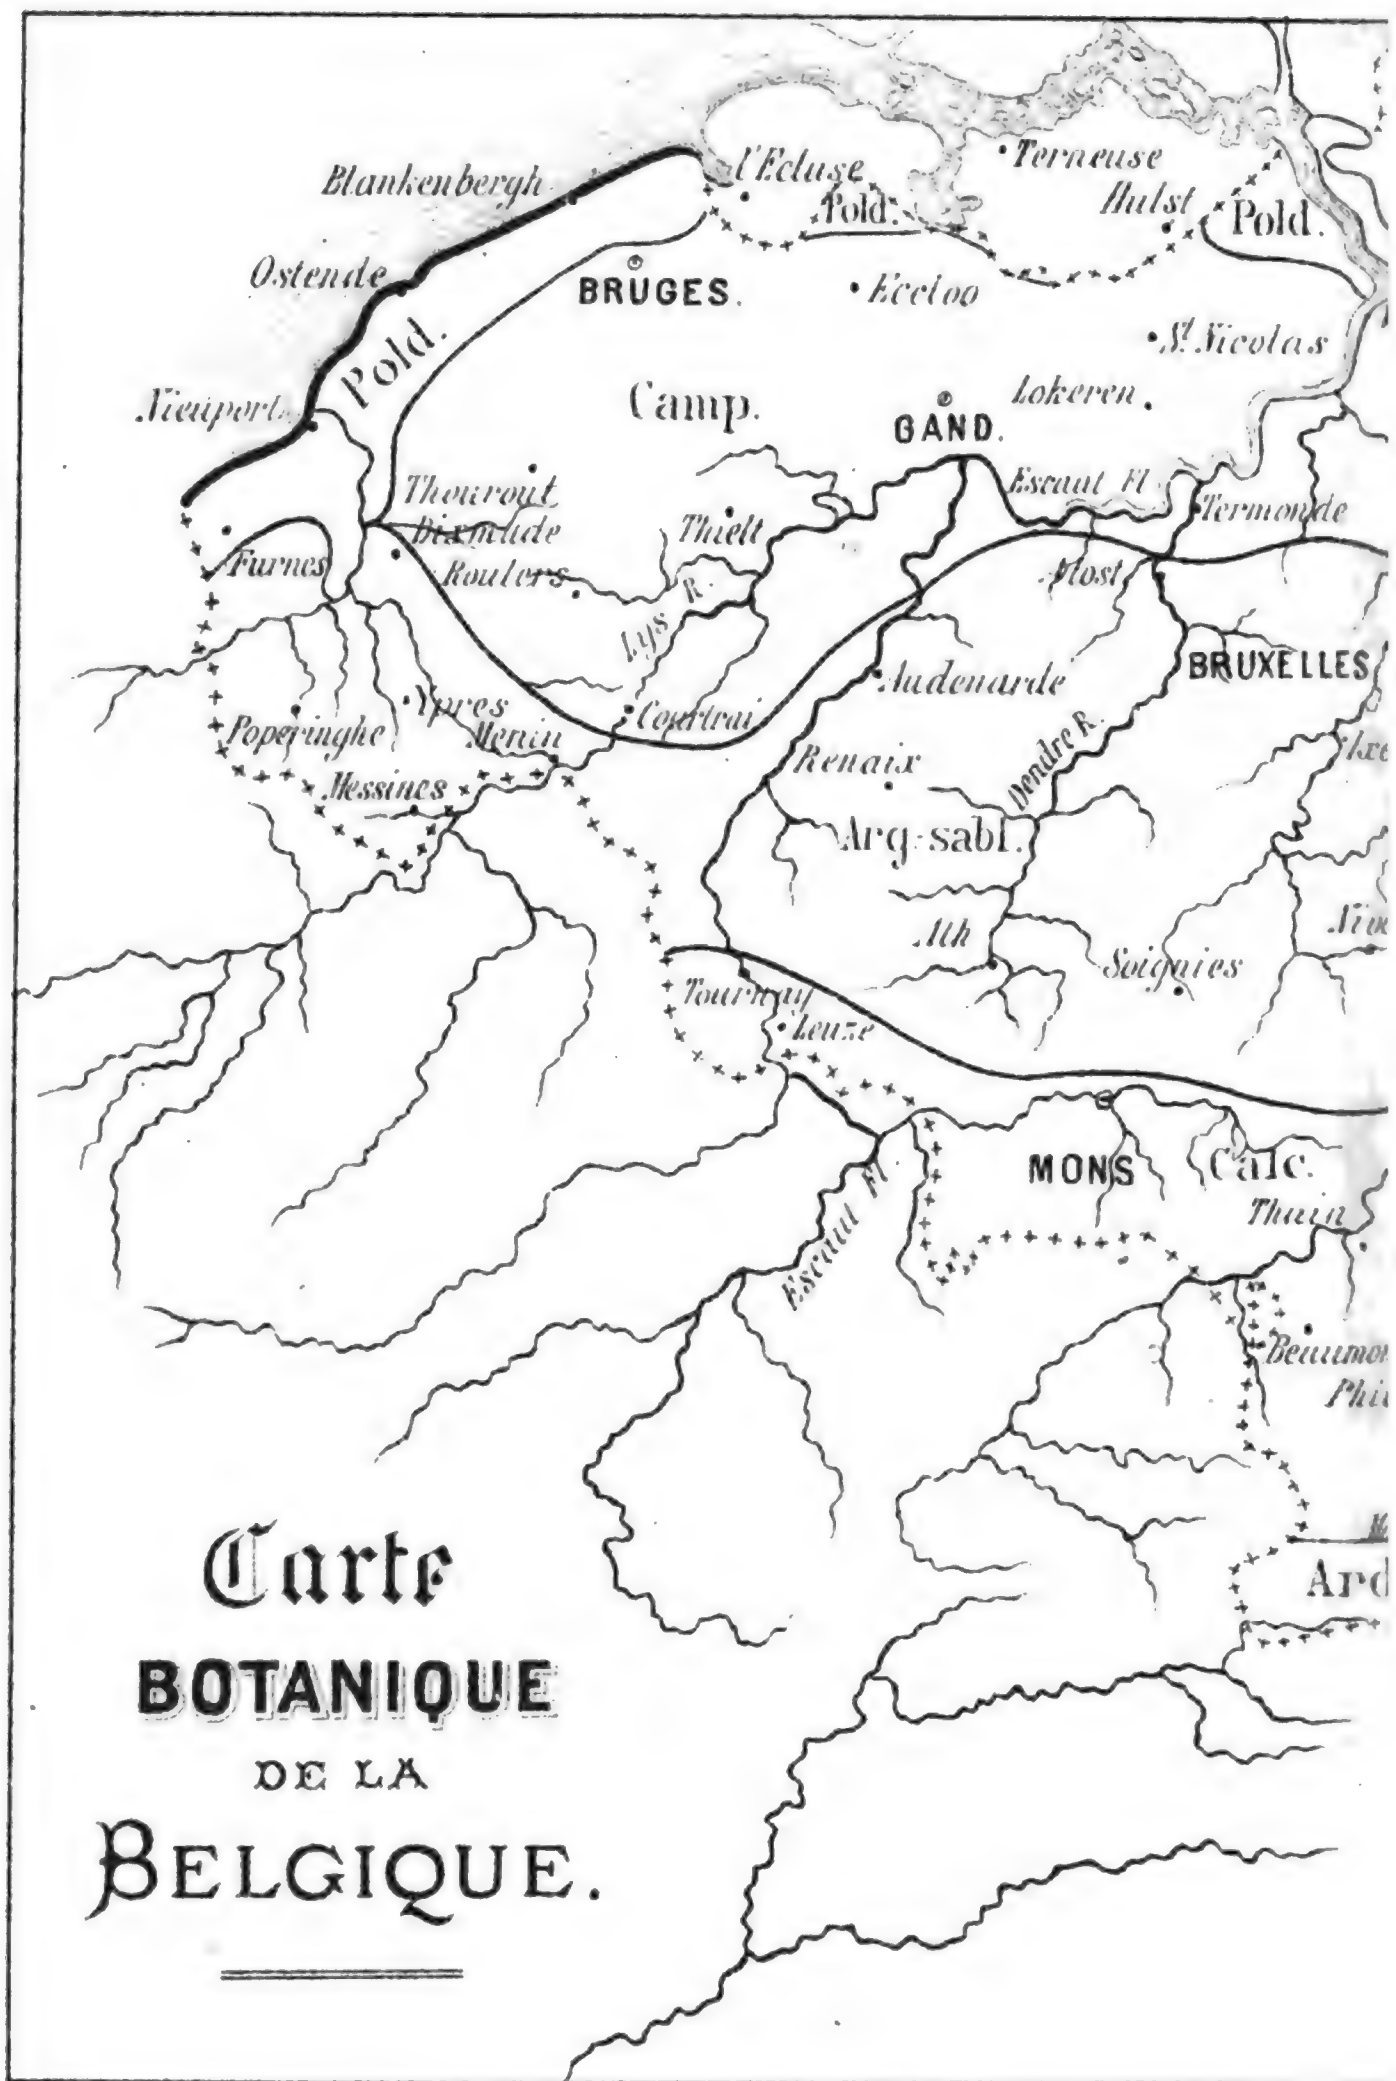 l'Ecluse
Terneuse
Blankenbergh
Hulst
Pold.
Pold.
Ostende
BRUGES.
Eccloo
St. Nicolas
Pold.
Nieuport.
Camp.
Lokeren
GAND.
Thourout
Escaut Fl.
Termonde
Dixmude
Thielt
Furnes
Roulers
Alost
Lys R.
BRUXELLES
Audenarde
Ypres
Courtrai
Poperinghe
Menin
Renaix
Dendre R.
Messines
Arg-sabl.
Ath
Soignies
Tournay
Leuze
MONS
Calc.
Escaut Fl.
Thuin
Carte
BOTANIQUE
DE LA
BELGIQUE.